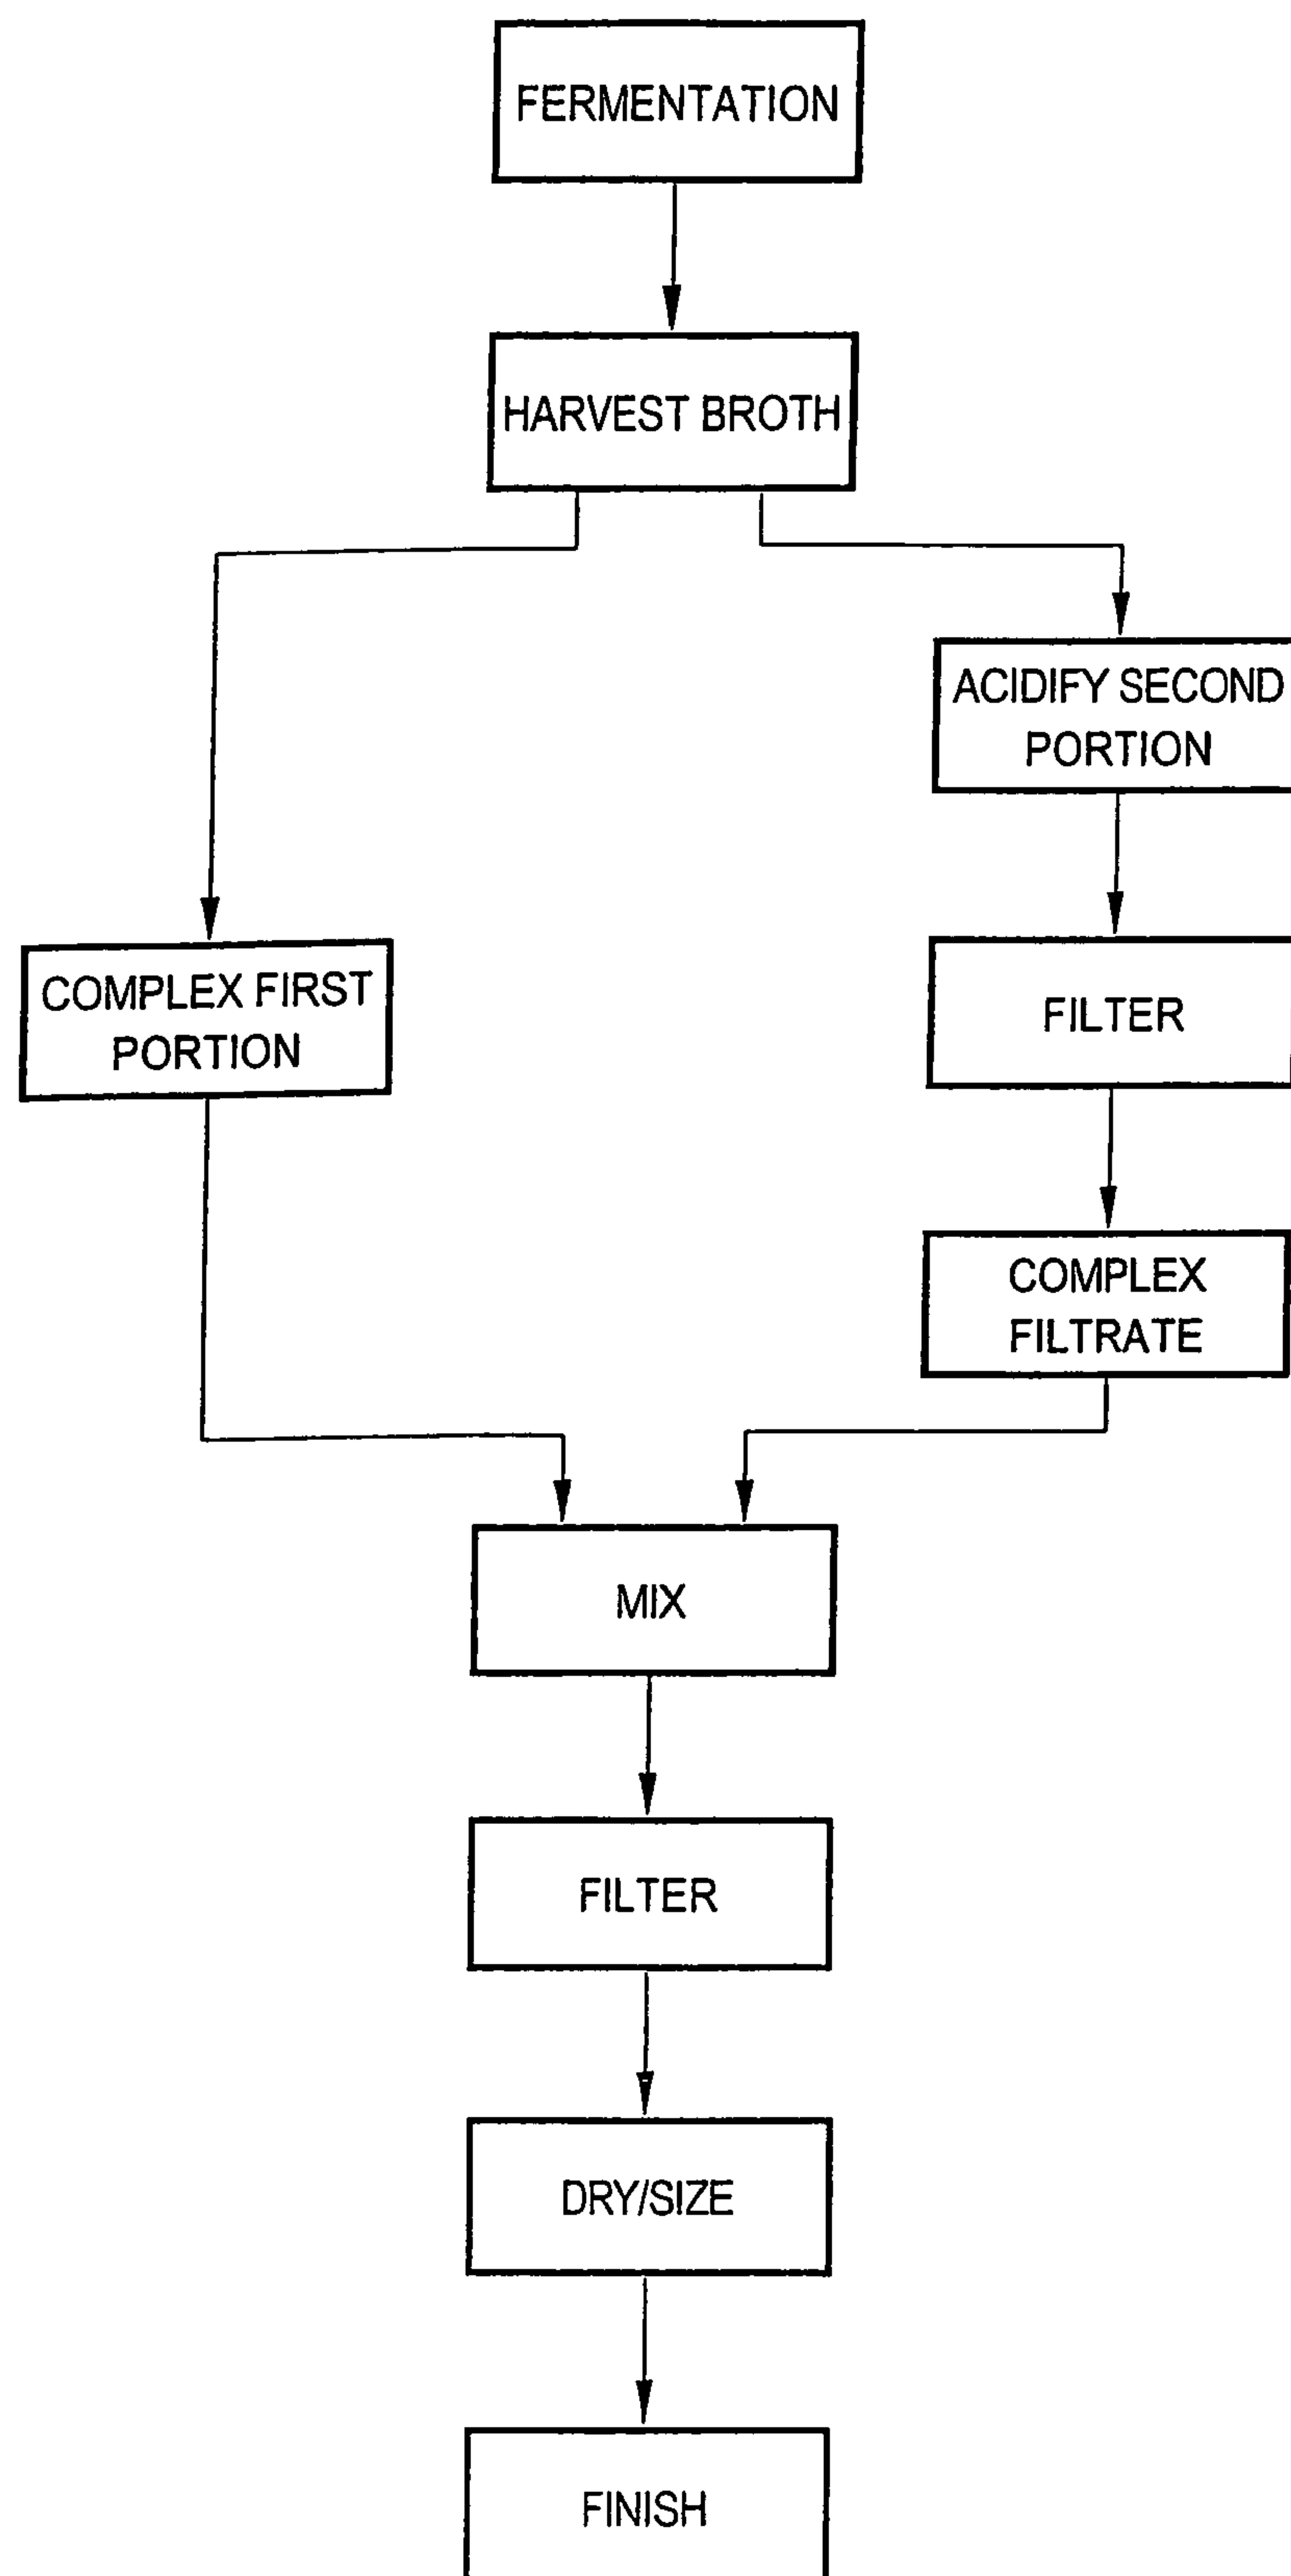 FERMENTATION
HARVEST BROTH
ACIDIFY SECOND
PORTION
COMPLEX FIRST
PORTION
FILTER
COMPLEX
FILTRATE
MIX
FILTER
DRY/SIZE
FINISH